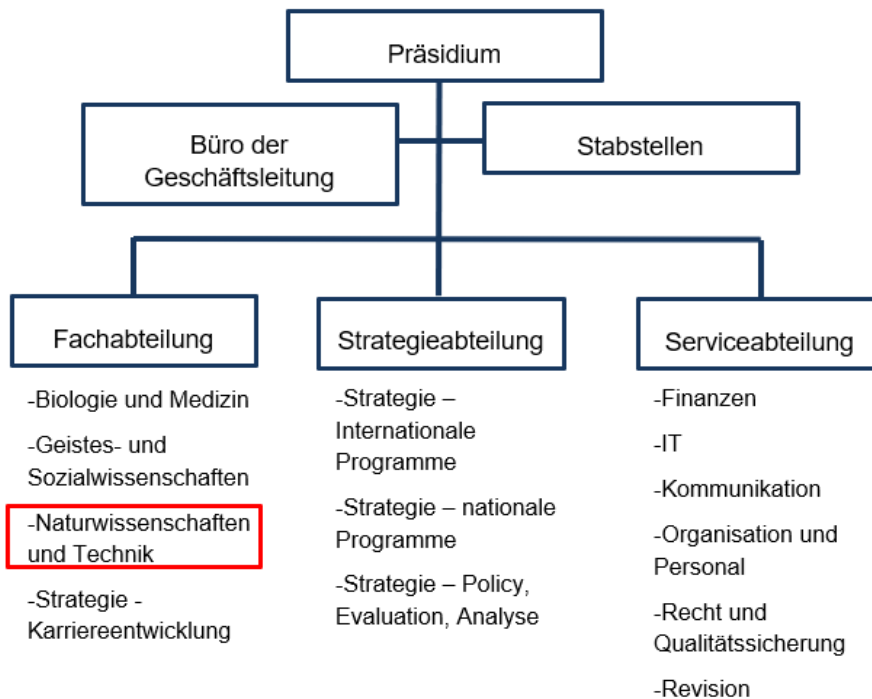 Präsidium
Büro der
Geschäftsleitung
Stabstellen
Fachabteilung
-Biologie und Medizin
-Geistes- und
Sozialwissenschaften
-Naturwissenschaften
und Technik
-Strategie -
Karriereentwicklung
Strategieabteilung
-Strategie –
Internationale
Programme
-Strategie – nationale
Programme
-Strategie – Policy,
Evaluation, Analyse
Serviceabteilung
-Finanzen
-IT
-Kommunikation
-Organisation und
Personal
-Recht und
Qualitätssicherung
-Revision